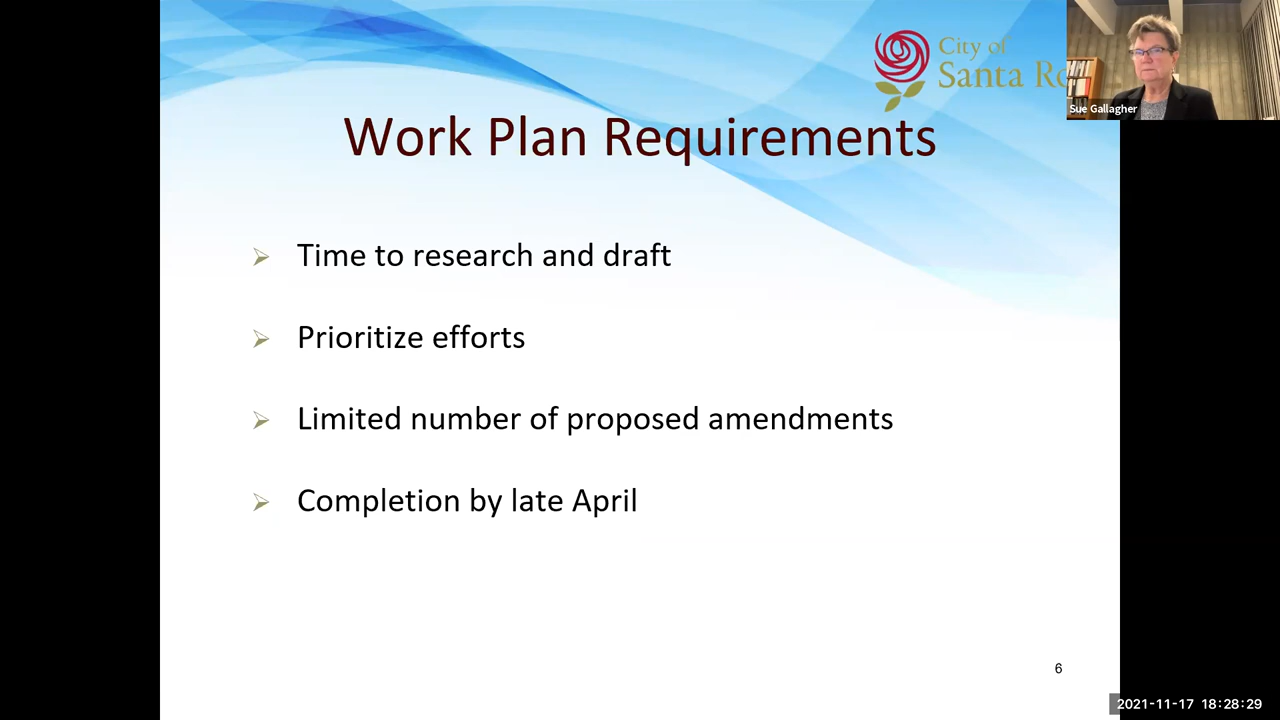 City of
Santa Ro
Sue Gallagher
Work Plan Requirements
Time to research and draft
Prioritize efforts
Limited number of proposed amendments
Completion by late April
6
2021-11-17 18:28:29